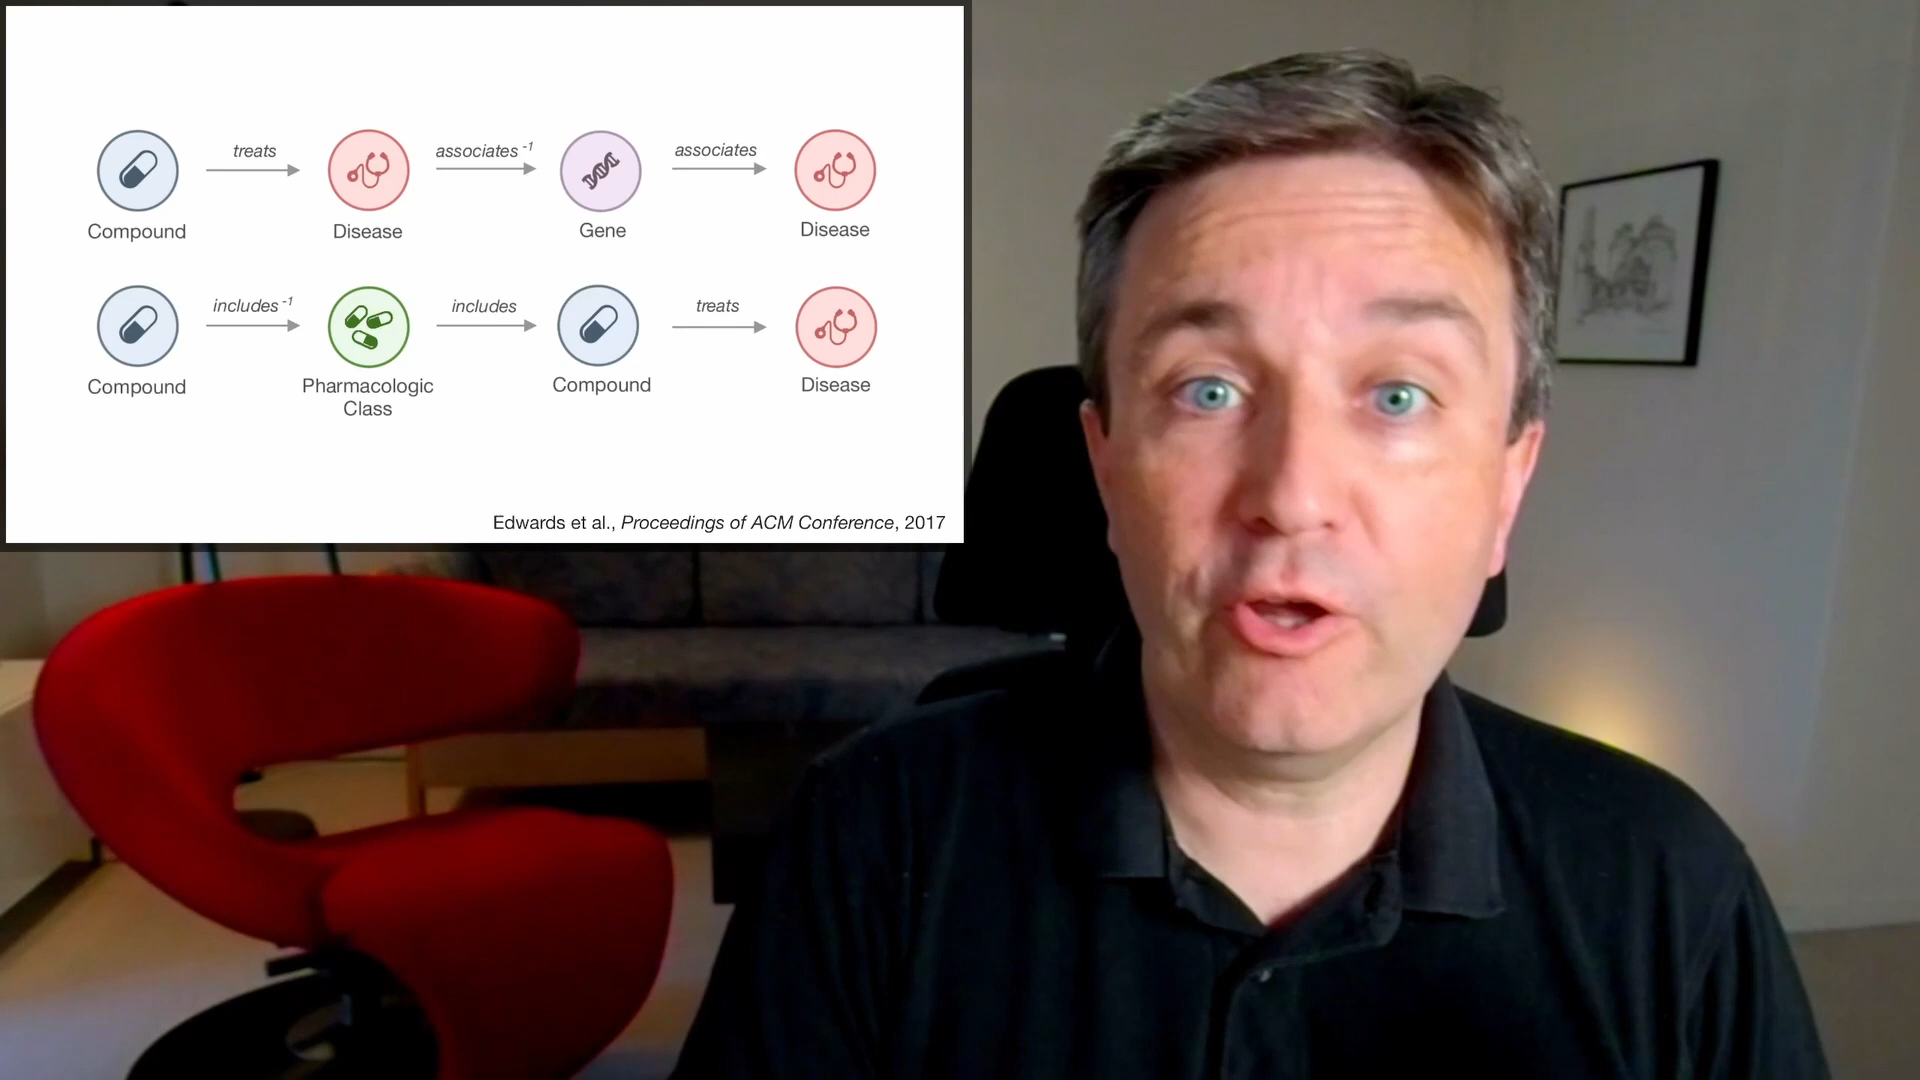 treats associates -1 associates
Compound Disease Gene Disease
includes -1 includes treats
Compound Pharmacologic Class Compound Disease
Edwards et al., Proceedings of ACM Conference, 2017